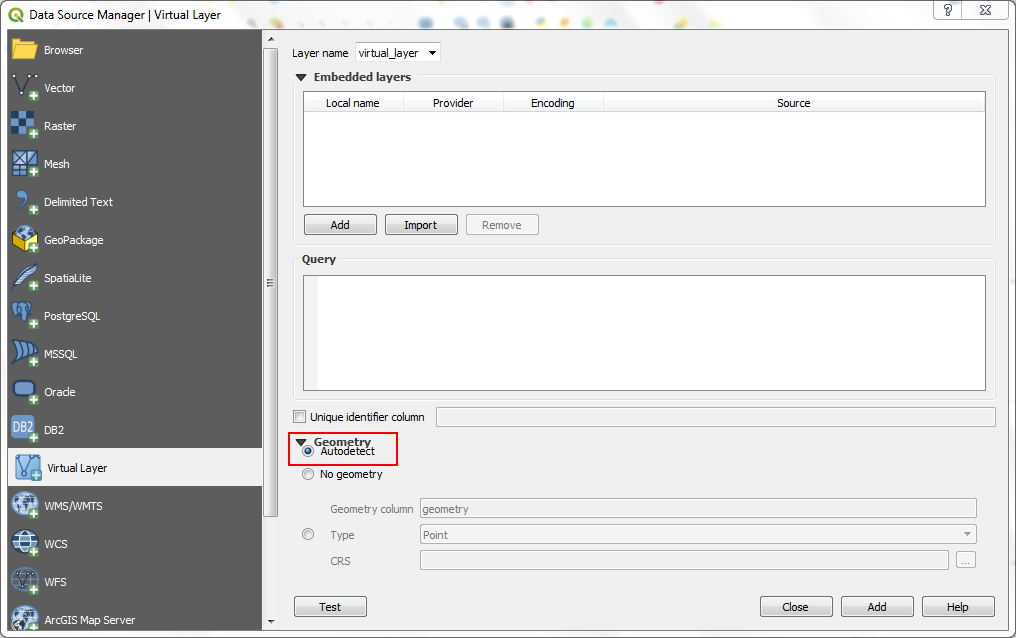 Data Source Manager | Virtual Layer
?
Browser
Vector
Raster
Mesh
Delimited Text
GeoPackage
SpatiaLite
PostgreSQL
MSSQL
Oracle
DB2
DB2
Virtual Layer
WMS/WMTS
WCS
WFS
ArcGIS Map Server
Layer name virtual_layer
Embedded layers
Local name Provider Encoding Source
Add Import Remove
Query
Unique identifier column
Geometry
Autodetect
No geometry
Geometry column geometry
Type Point
CRS
...
Test Close Add Help